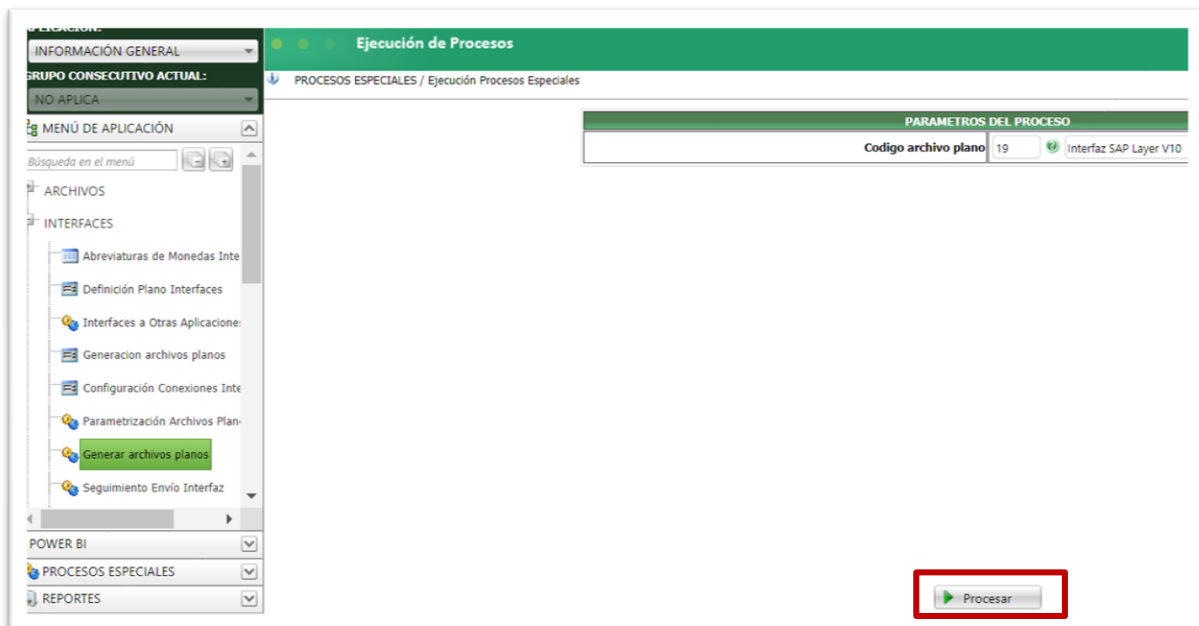 APLICACIÓN:
INFORMACIÓN GENERAL
GRUPO CONSECUTIVO ACTUAL:
NO APLICA
MENÚ DE APLICACIÓN
Búsqueda en el menú
ARCHIVOS
INTERFACES
Abreviaturas de Monedas Inte
Definición Plano Interfaces
Interfaces a Otras Aplicacione
Generacion archivos planos
Configuración Conexiones Inte
Parametrización Archivos Plan
Generar archivos planos
Seguimiento Envío Interfaz
POWER BI
PROCESOS ESPECIALES
REPORTES
Ejecución de Procesos
PROCESOS ESPECIALES / Ejecución Procesos Especiales
PARAMETROS DEL PROCESO
Codigo archivo plano 19 Interfaz SAP Layer V10
Procesar